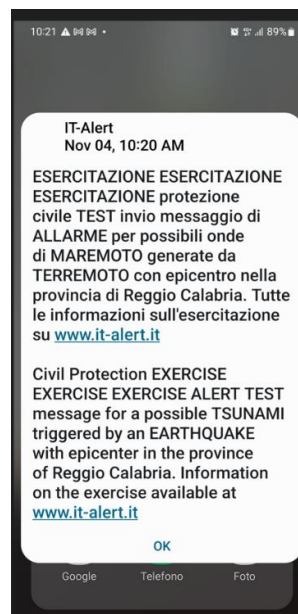 10:21
89%
IT-Alert
Nov 04, 10:20 AM
ESERCITAZIONE ESERCITAZIONE
ESERCITAZIONE protezione
civile TEST invio messaggio di
ALLARME per possibili onde
di MAREMOTO generate da
TERREMOTO con epicentro nella
provincia di Reggio Calabria. Tutte
le informazioni sull'esercitazione
su www.it-alert.it
Civil Protection EXERCISE
EXERCISE EXERCISE ALERT TEST
message for a possible TSUNAMI
triggered by an EARTHQUAKE
with epicenter in the province
of Reggio Calabria. Information
on the exercise available at
www.it-alert.it
OK
Google Telefono Foto